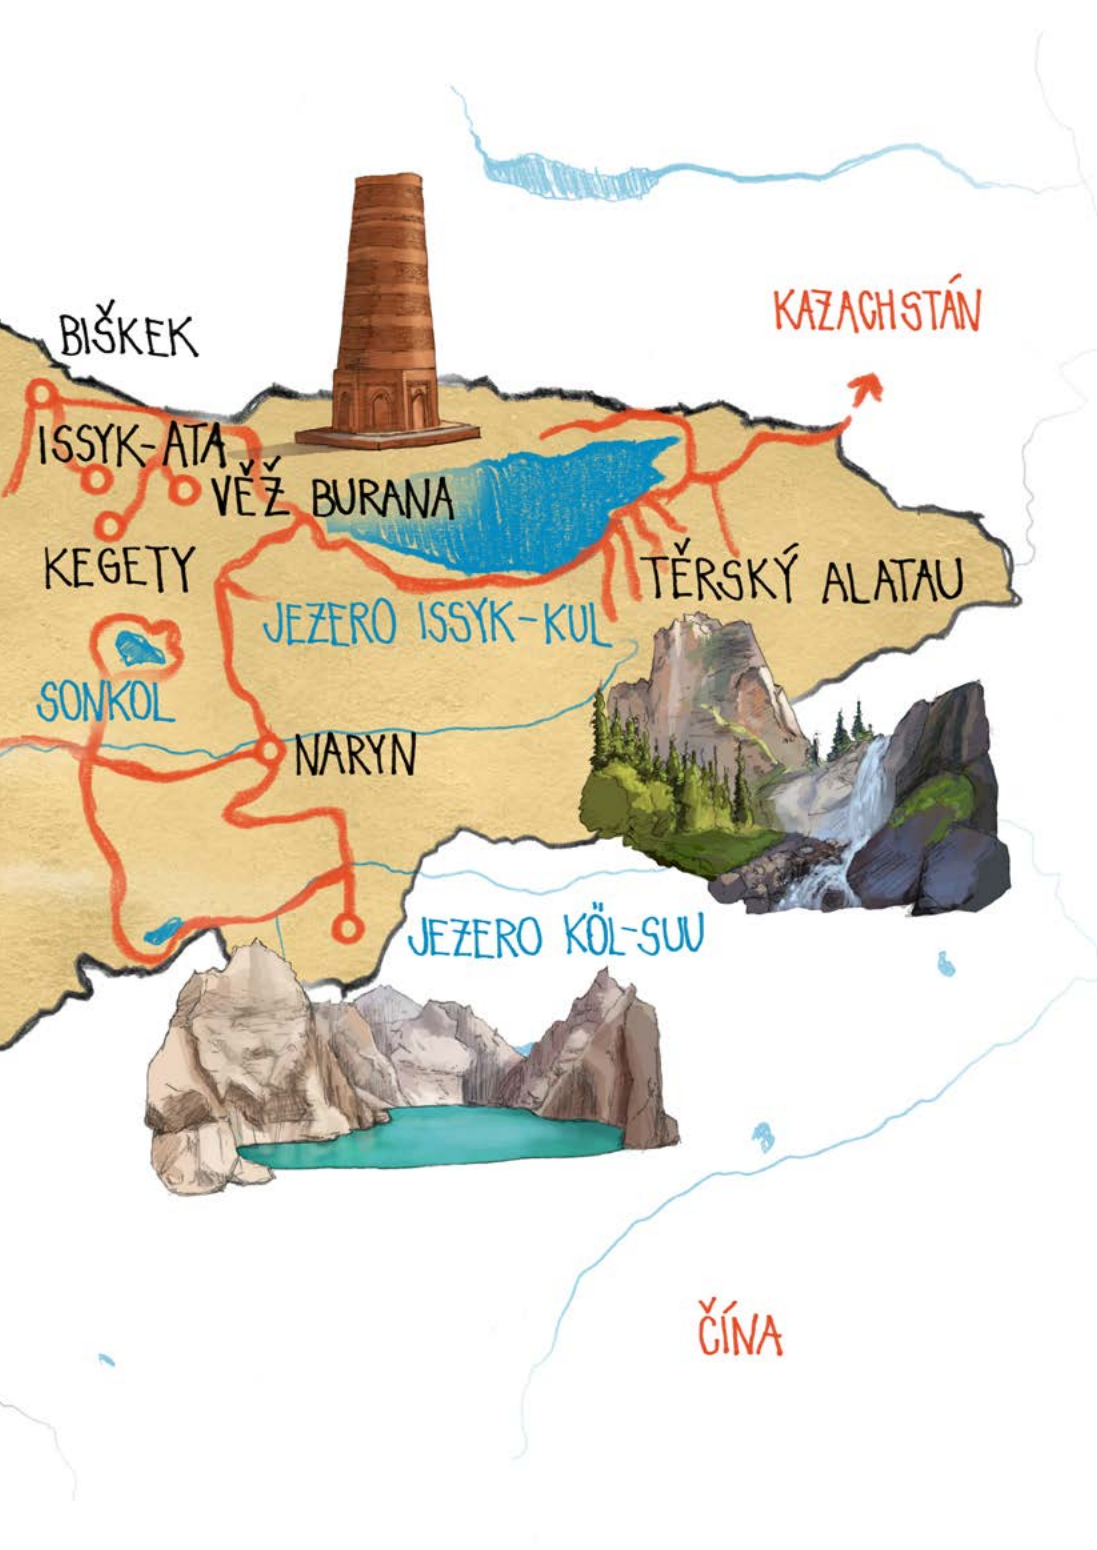 KAZACHSTÁN
BIŠKEK
ISSYK-ATA
VĚŽ BURANA
KEGETY
TĚRSKÝ ALATAU
JEZERO ISSYK-KUL
SONKOL
NARYN
JEZERO KÖL-SUU
ČÍNA